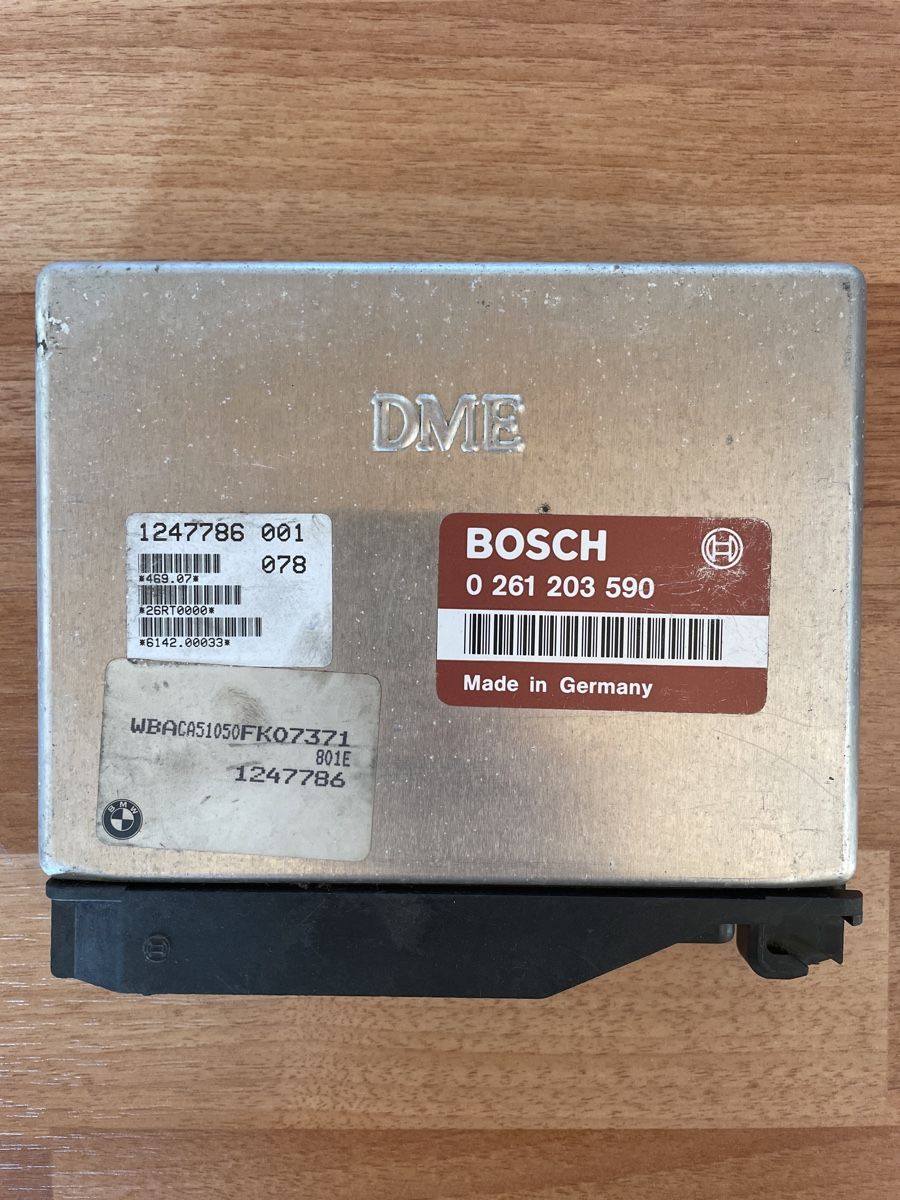 DME
1247786 001
078
*469.07*
*26RT0000*
*6142.00033*
BOSCH
0 261 203 590
Made in Germany
WBACA51050FK07371
801E
1247786
BMW